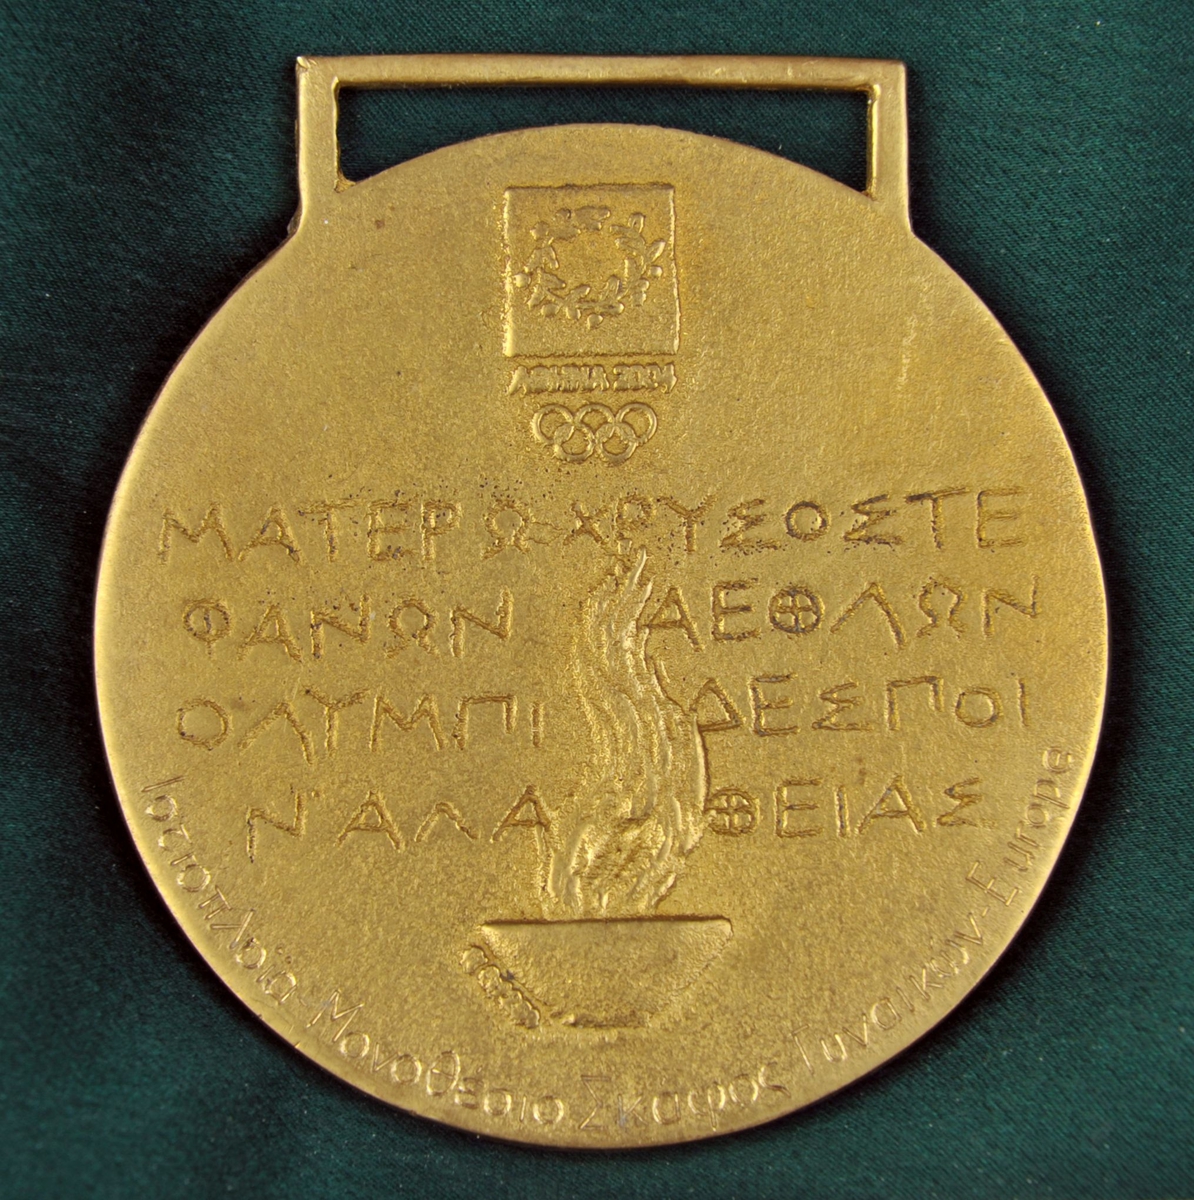 ΑΘΗΝΑ 2004
ΜΑΤΕΡ Ω ΧΡΥΣΟΣΤΕ
ΦΑΝΩΝ ΑΕΘΛΩΝ
ΟΛΥΜΠΙ ΔΕΣΠΟΙ
Ν' ΑΛΑ ΘΕΙΑΣ
Ιστιοπλοΐα-Μονοθέσιο Σκάφος Γυναικών-Europe